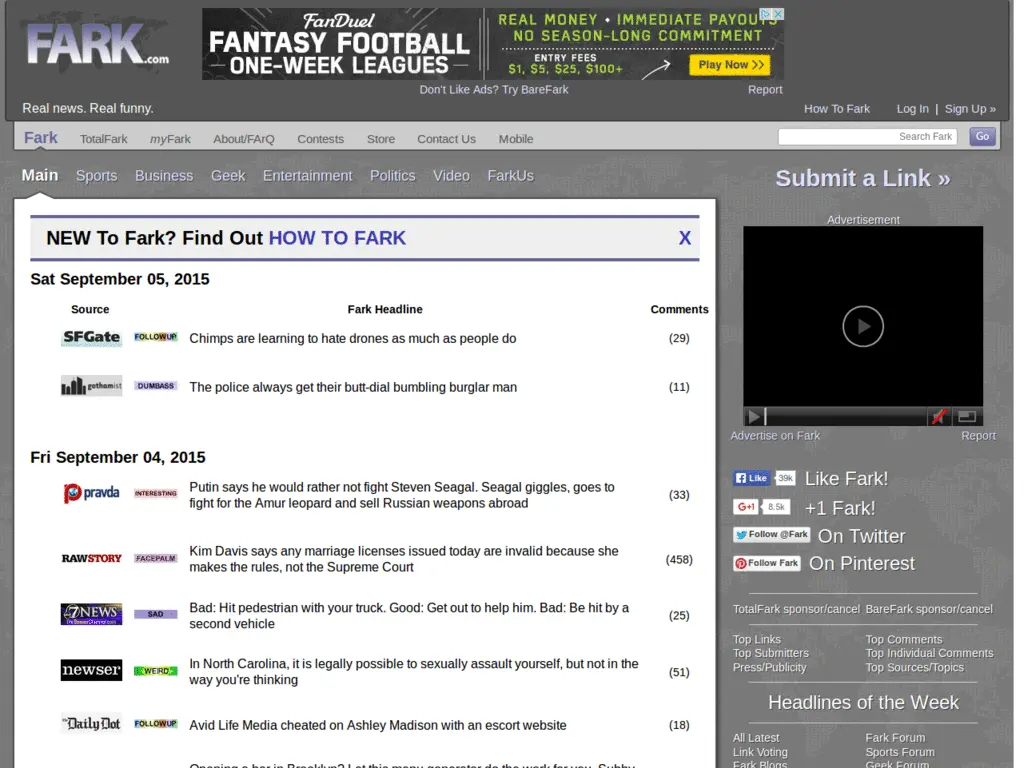 FARK.com
Real news. Real funny.
FanDuel
FANTASY FOOTBALL
ONE-WEEK LEAGUES
REAL MONEY • IMMEDIATE PAYOUTS
NO SEASON-LONG COMMITMENT
ENTRY FEES
$1, $5, $25, $100+
Play Now >>
Don't Like Ads? Try BareFark
Report
How To Fark
Log In | Sign Up »
Fark
TotalFark
myFark
About/FArQ
Contests
Store
Contact Us
Mobile
Search Fark
Go
Main
Sports
Business
Geek
Entertainment
Politics
Video
FarkUs
NEW To Fark? Find Out HOW TO FARK
X
Sat September 05, 2015
Source
Fark Headline
Comments
SFGate
FOLLOWUP
Chimps are learning to hate drones as much as people do
(29)
gothamist
DUMBASS
The police always get their butt-dial bumbling burglar man
(11)
Fri September 04, 2015
pravda
INTERESTING
Putin says he would rather not fight Steven Seagal. Seagal giggles, goes to
fight for the Amur leopard and sell Russian weapons abroad
(33)
RAWSTORY
FACEPALM
Kim Davis says any marriage licenses issued today are invalid because she
makes the rules, not the Supreme Court
(458)
7NEWS
SAD
Bad: Hit pedestrian with your truck. Good: Get out to help him. Bad: Be hit by a
second vehicle
(25)
newser
WEIRD
In North Carolina, it is legally possible to sexually assault yourself, but not in the
way you're thinking
(51)
The Daily Dot
FOLLOWUP
Avid Life Media cheated on Ashley Madison with an escort website
(18)
Opening a bar in Brooklyn? Let this menu generator do the work for you. Subby
Submit a Link »
Advertisement
Advertise on Fark
Report
Like
39k
Like Fark!
G+1
8.5k
+1 Fark!
Follow @Fark
On Twitter
Follow Fark
On Pinterest
TotalFark sponsor/cancel
BareFark sponsor/cancel
Top Links
Top Comments
Top Submitters
Top Individual Comments
Press/Publicity
Top Sources/Topics
Headlines of the Week
All Latest
Fark Forum
Link Voting
Sports Forum
Fark Blogs
Geek Forum